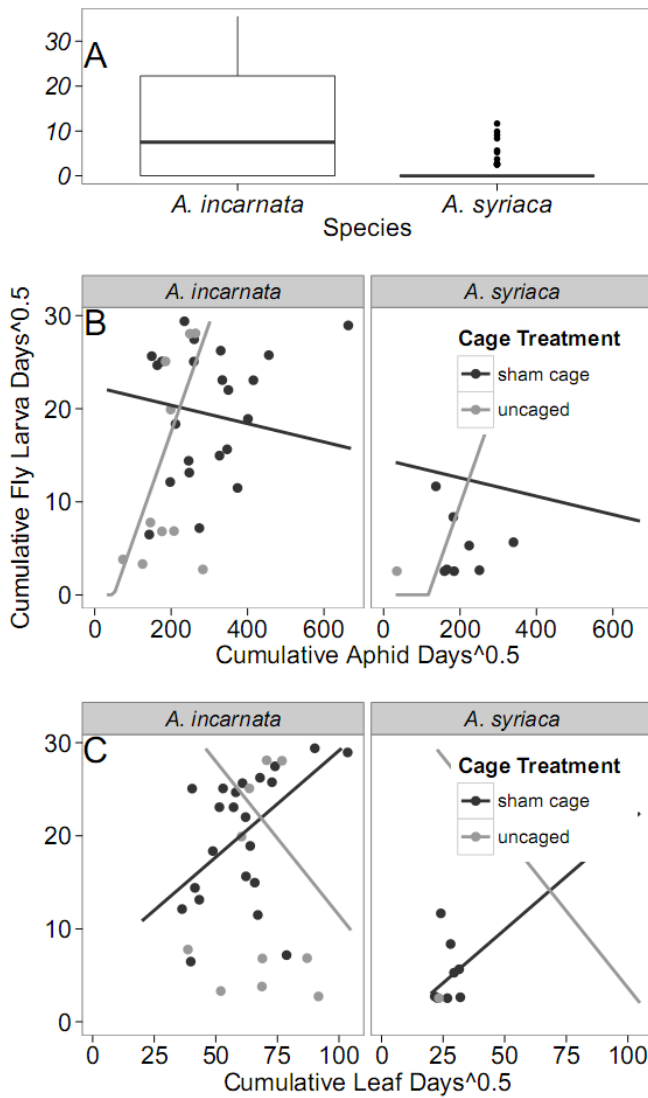 A
30
20
10
0
A. incarnata
A. syriaca
Species
Cumulative Fly Larva Days^0.5
A. incarnata
A. syriaca
B
30
20
10
0
Cage Treatment
sham cage
uncaged
0
200
400
600
0
200
400
600
Cumulative Aphid Days^0.5
A. incarnata
A. syriaca
C
30
20
10
0
Cage Treatment
sham cage
uncaged
0
25
50
75
100
0
25
50
75
100
Cumulative Leaf Days^0.5